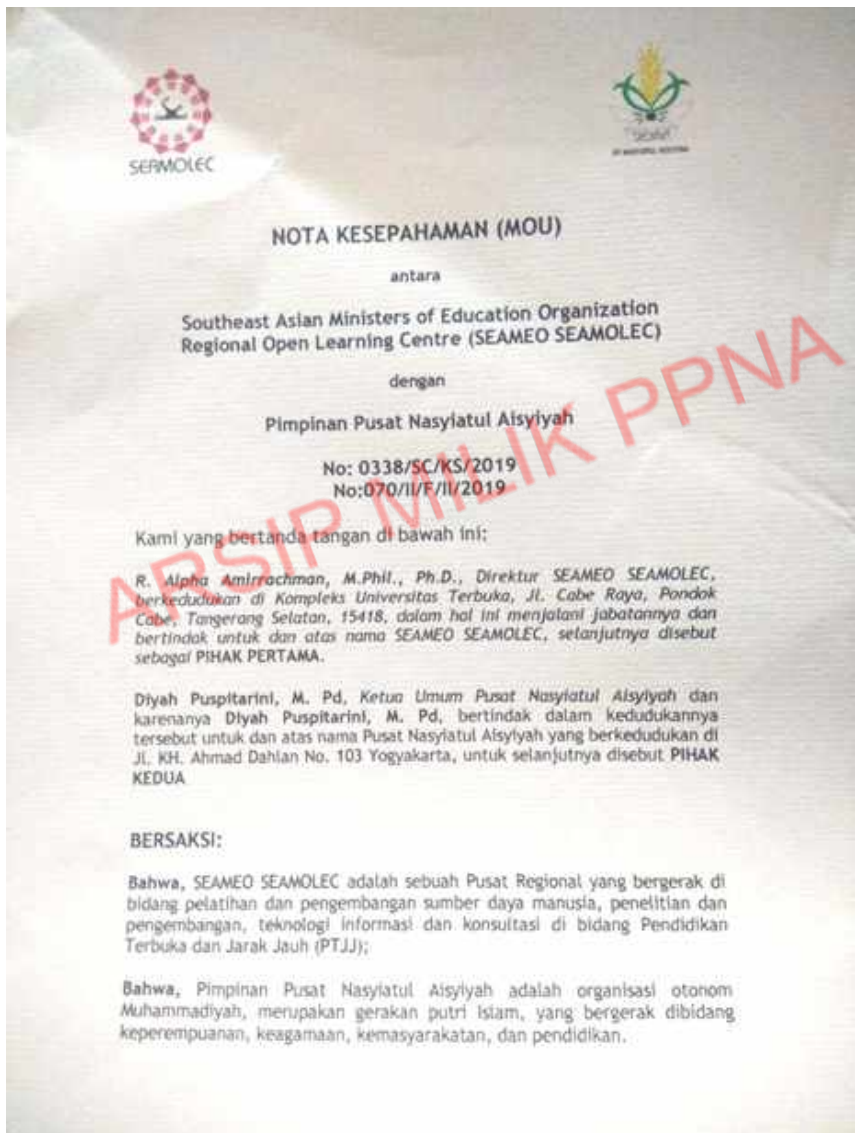 SEAMOLEC
NOTA KESEPAHAMAN (MOU)
antara
Southeast Asian Ministers of Education Organization
Regional Open Learning Centre (SEAMEO SEAMOLEC)
dengan
Pimpinan Pusat Nasyiatul Aisyiyah
No: 0338/SC/KS/2019
No:070/II/F/II/2019
ARSIP MILIK PPNA
Kami yang bertanda tangan di bawah ini:
R. Alpha Amirrachman, M.Phil., Ph.D., Direktur SEAMEO SEAMOLEC,
berkedudukan di Kompleks Universitas Terbuka, Jl. Cabe Raya, Pondok
Cabe, Tangerang Selatan, 15418, dalam hal ini menjalani jabatannya dan
bertindak untuk dan atas nama SEAMEO SEAMOLEC, selanjutnya disebut
sebagai PIHAK PERTAMA.
Diyah Puspitarini, M. Pd, Ketua Umum Pusat Nasyiatul Aisyiyah dan
karenanya Diyah Puspitarini, M. Pd, bertindak dalam kedudukannya
tersebut untuk dan atas nama Pusat Nasyiatul Aisyiyah yang berkedudukan di
Jl. KH. Ahmad Dahlan No. 103 Yogyakarta, untuk selanjutnya disebut PIHAK
KEDUA
BERSAKSI:
Bahwa, SEAMEO SEAMOLEC adalah sebuah Pusat Regional yang bergerak di
bidang pelatihan dan pengembangan sumber daya manusia, penelitian dan
pengembangan, teknologi informasi dan konsultasi di bidang Pendidikan
Terbuka dan Jarak Jauh (PTJJ);
Bahwa, Pimpinan Pusat Nasyiatul Aisyiyah adalah organisasi otonom
Muhammadiyah, merupakan gerakan putri Islam, yang bergerak dibidang
keperempuanan, keagamaan, kemasyarakatan, dan pendidikan.